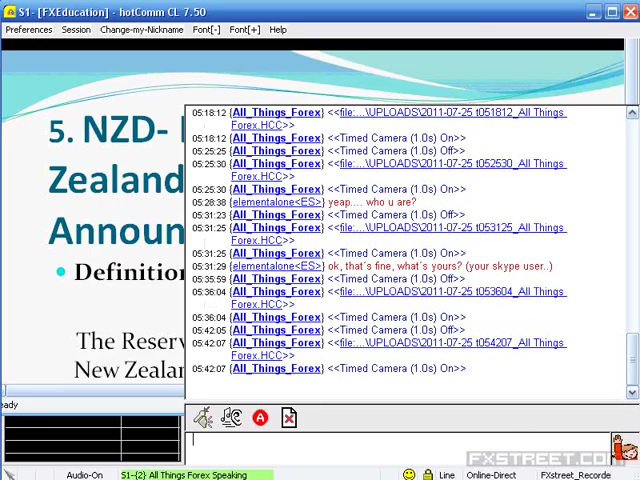 S1- [FXEducation] - hotComm CL 7.50
Preferences Session Change-my-Nickname Font[-] Font[+] Help
5. NZD-
Zealand
Announ
Definition
The Reserv
New Zealan
05:18:12 {All_Things_Forex} <<file:...\UPLOADS\2011-07-25 t051812_All Things
Forex.HCC>>
05:18:12 {All_Things_Forex} <<Timed Camera (1.0s) On>>
05:25:25 {All_Things_Forex} <<Timed Camera (1.0s) Off>>
05:25:30 {All_Things_Forex} <<file:...\UPLOADS\2011-07-25 t052530_All Things
Forex.HCC>>
05:25:30 {All_Things_Forex} <<Timed Camera (1.0s) On>>
05:28:38 {elementalone<ES>} yeap.... who u are?
05:31:23 {All_Things_Forex} <<Timed Camera (1.0s) Off>>
05:31:25 {All_Things_Forex} <<file:...\UPLOADS\2011-07-25 t053125_All Things
Forex.HCC>>
05:31:25 {All_Things_Forex} <<Timed Camera (1.0s) On>>
05:31:29 {elementalone<ES>} ok, that´s fine, what´s yours? (your skype user..)
05:35:59 {All_Things_Forex} <<Timed Camera (1.0s) Off>>
05:36:04 {All_Things_Forex} <<file:...\UPLOADS\2011-07-25 t053604_All Things
Forex.HCC>>
05:36:04 {All_Things_Forex} <<Timed Camera (1.0s) On>>
05:42:05 {All_Things_Forex} <<Timed Camera (1.0s) Off>>
05:42:07 {All_Things_Forex} <<file:...\UPLOADS\2011-07-25 t054207_All Things
Forex.HCC>>
05:42:07 {All_Things_Forex} <<Timed Camera (1.0s) On>>
eady
A
FXSTREET.COM
Audio-On S1-{2} All Things Forex Speaking Line Online-Direct FXstreet_Recorde